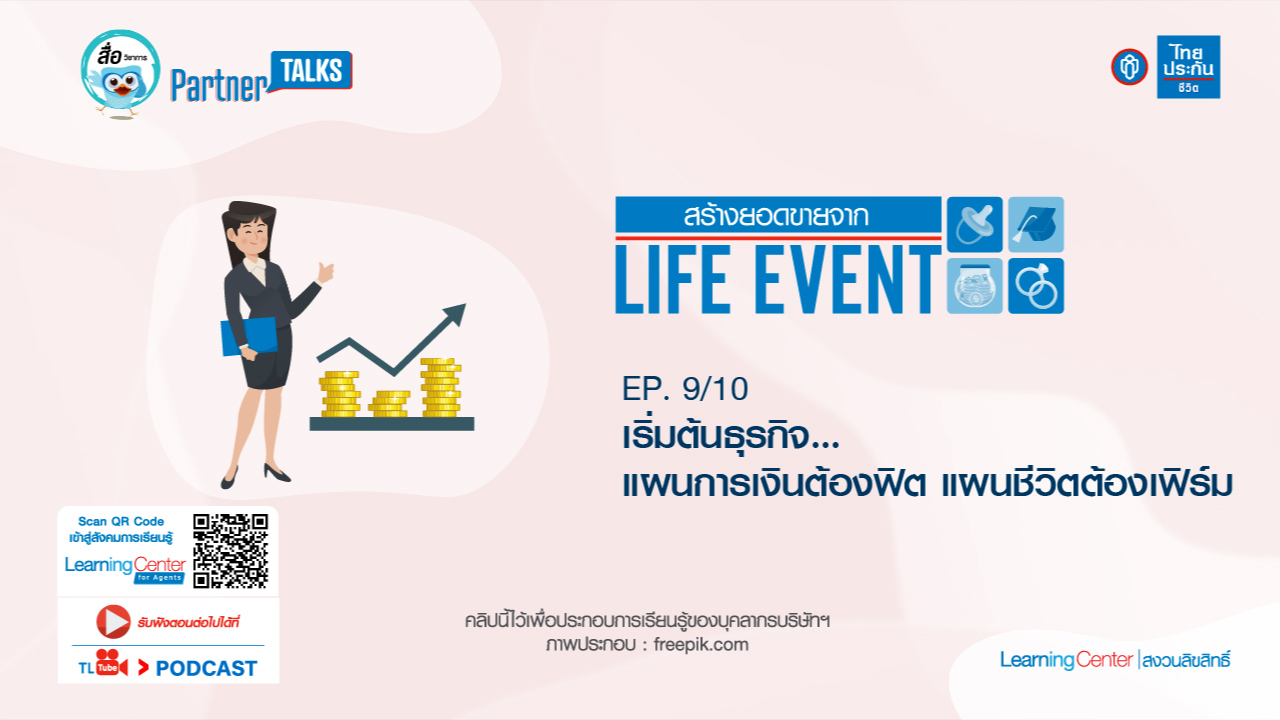 สื่อ วิชาการ
Partner TALKS
ไทย
ประกัน
ชีวิต
สร้างยอดขายจาก
LIFE EVENT
EP. 9/10
เริ่มต้นธุรกิจ...
แผนการเงินต้องฟิต แผนชีวิตต้องเฟิร์ม
Scan QR Code
เข้าสู่สังคมการเรียนรู้
LearningCenter
for Agents
รับฟังตอนต่อไปได้ที่
TL Tube > PODCAST
คลิปนี้ไว้เพื่อประกอบการเรียนรู้ของบุคลากรบริษัทฯ
ภาพประกอบ : freepik.com
LearningCenter | สงวนลิขสิทธิ์